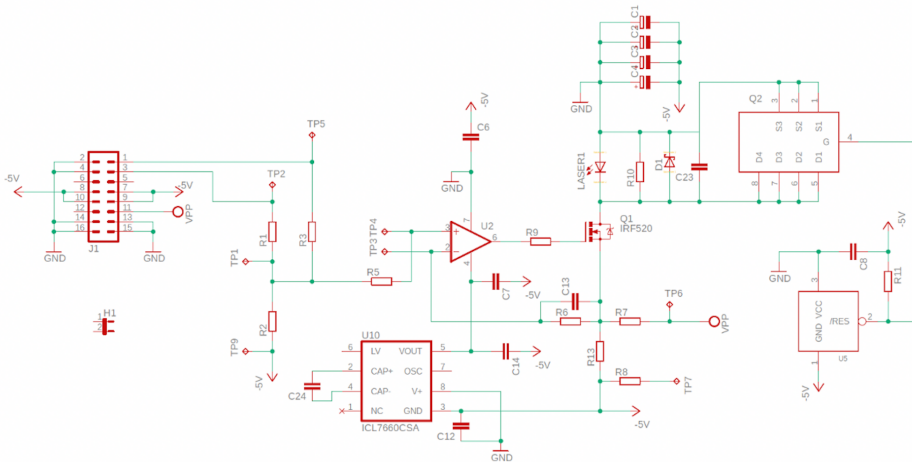 C1
C2
C3
C4
+
GND
-5V
Q2
3
2
1
S3
S2
S1
G
4
D4
D3
D2
D1
8
7
6
5
-5V
C6
GND
TP5
TP2
-5V
2
4
6
8
10
12
14
16
1
3
5
7
9
11
13
15
-5V
VPP
GND
GND
J1
LASER1
R10
D1
C23
R1
R3
TP4
TP3
3
+
2
-
7
6
4
U2
R9
Q1
IRF520
TP1
R5
C7
-5V
C13
R6
R7
TP6
VPP
-5V
C8
R11
GND
3
GND VCC
/RES
2
1
U5
-5V
H1
1
2
R2
TP9
-5V
U10
6
LV
VOUT
5
2
CAP+
OSC
7
4
CAP-
V+
8
1
NC
GND
3
ICL7660CSA
C24
C14
-5V
C12
GND
R13
R8
TP7
-5V